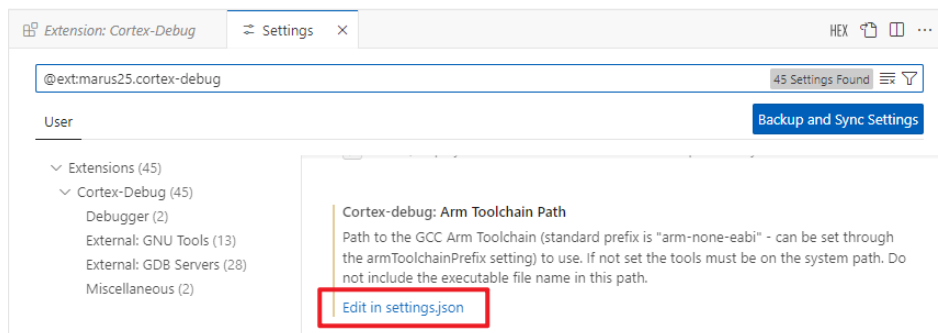 Extension: Cortex-Debug
Settings
HEX
@ext:marus25.cortex-debug
45 Settings Found
User
Backup and Sync Settings
Extensions (45)
Cortex-Debug (45)
Debugger (2)
External: GNU Tools (13)
External: GDB Servers (28)
Miscellaneous (2)
Cortex-debug: Arm Toolchain Path
Path to the GCC Arm Toolchain (standard prefix is "arm-none-eabi" - can be set through
the armToolchainPrefix setting) to use. If not set the tools must be on the system path. Do
not include the executable file name in this path.
Edit in settings.json